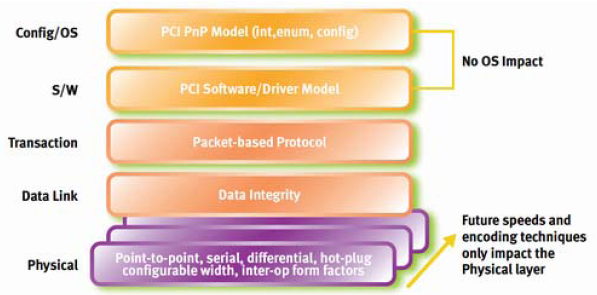 Config/OS
PCI PnP Model (int,enum, config)
No OS Impact
S/W
PCI Software/Driver Model
Transaction
Packet-based Protocol
Data Link
Data Integrity
Physical
Point-to-point, serial, differential, hot-plug
configurable width, inter-op form factors
Future speeds and
encoding techniques
only impact the
Physical layer